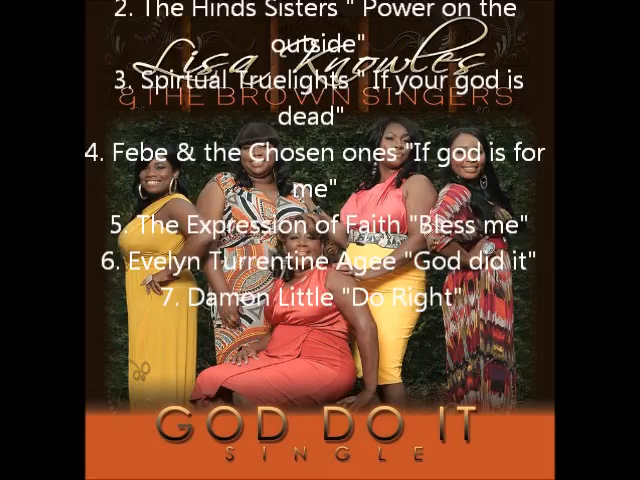 2. The Hinds Sisters " Power on the
outside"
Lisa Knowles
3. Spirtual Truelights " If your god is
& THE BROWN SINGERS
dead"
4. Febe & the Chosen ones "If god is for
me"
5. The Expression of Faith "Bless me"
6. Evelyn Turrentine Agee "God did it"
7. Damon Little "Do Right"
GOD DO IT
SINGLE